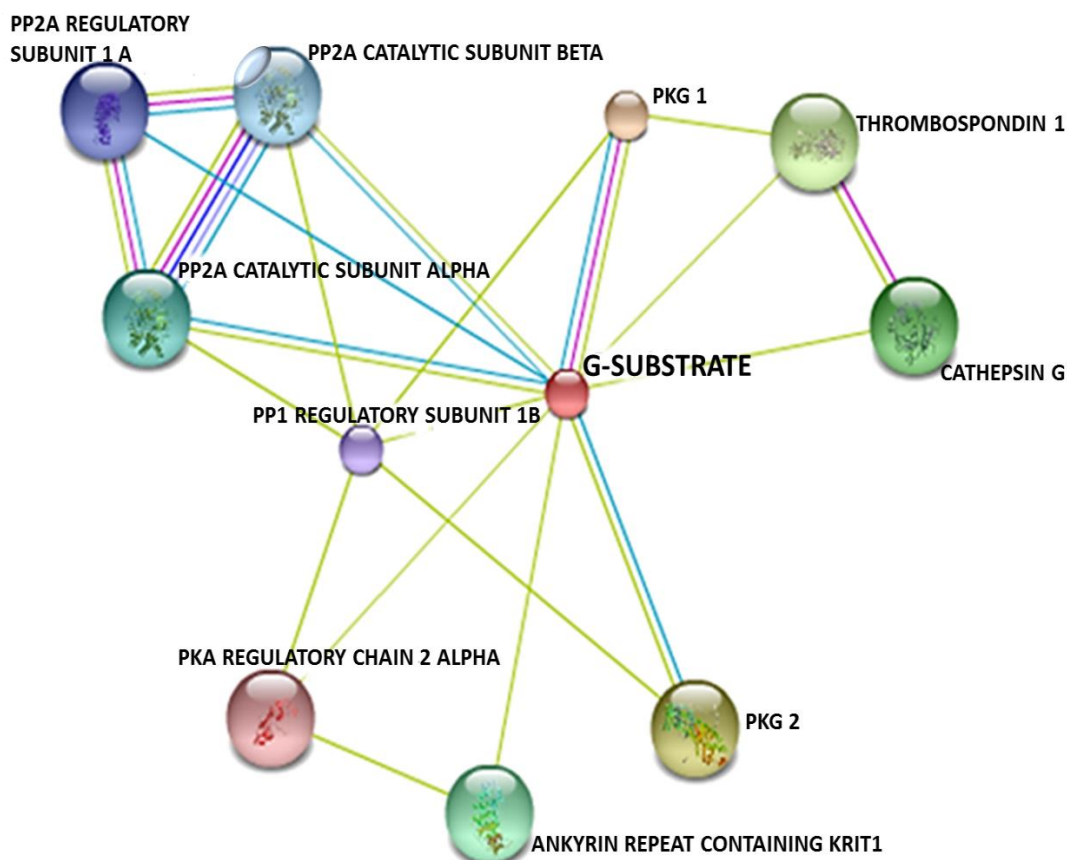 PP2A REGULATORY
SUBUNIT 1 A
PP2A CATALYTIC SUBUNIT BETA
PKG 1
THROMBOSPONDIN 1
PP2A CATALYTIC SUBUNIT ALPHA
G-SUBSTRATE
CATHEPSIN G
PP1 REGULATORY SUBUNIT 1B
PKA REGULATORY CHAIN 2 ALPHA
PKG 2
ANKYRIN REPEAT CONTAINING KRIT1